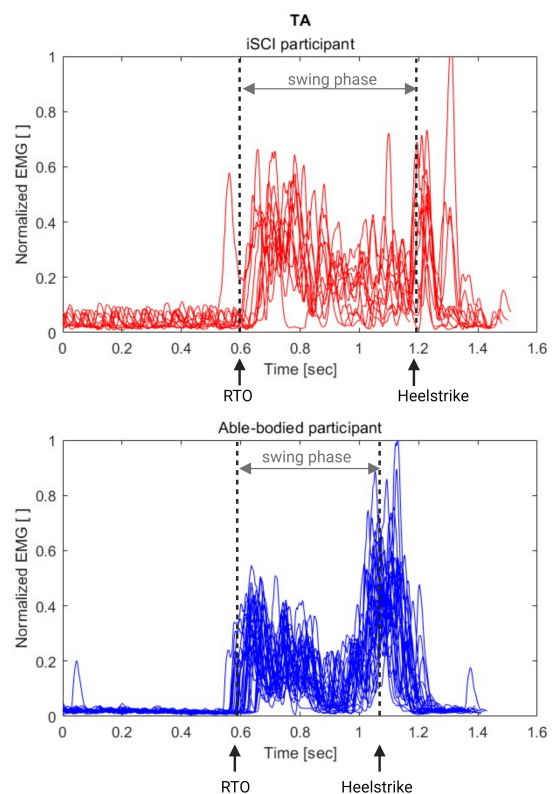 TA
iSCI participant
swing phase
Normalized EMG [ ]
1
0.8
0.6
0.4
0.2
0
0 0.2 0.4 0.6 0.8 1 1.2 1.4 1.6
Time [sec]
RTO Heelstrike
Able-bodied participant
swing phase
Normalized EMG [ ]
1
0.8
0.6
0.4
0.2
0
0 0.2 0.4 0.6 0.8 1 1.2 1.4 1.6
Time [sec]
RTO Heelstrike